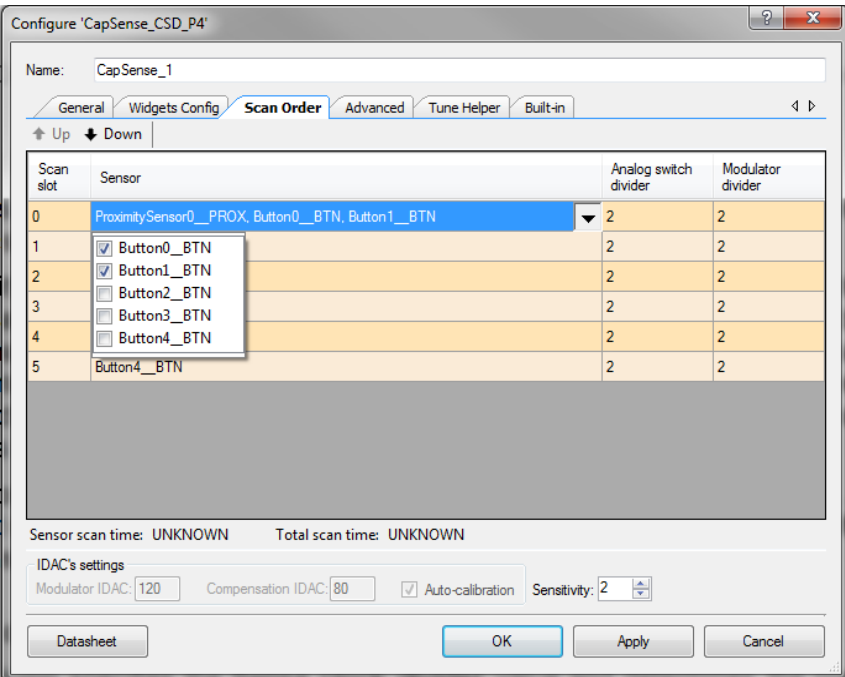 Configure 'CapSense_CSD_P4'
Name: CapSense_1
General Widgets Config Scan Order Advanced Tune Helper Built-in
Up Down
Scan slot Sensor Analog switch divider Modulator divider
0 ProximitySensor0__PROX, Button0__BTN, Button1__BTN 2 2
1 Button0__BTN 2 2
Button1__BTN
2 2 2
Button2__BTN
3 Button3__BTN 2 2
4 Button4__BTN 2 2
5 Button4__BTN 2 2
Sensor scan time: UNKNOWN Total scan time: UNKNOWN
IDAC's settings
Modulator IDAC: 120 Compensation IDAC: 80 Auto-calibration Sensitivity: 2
Datasheet OK Apply Cancel